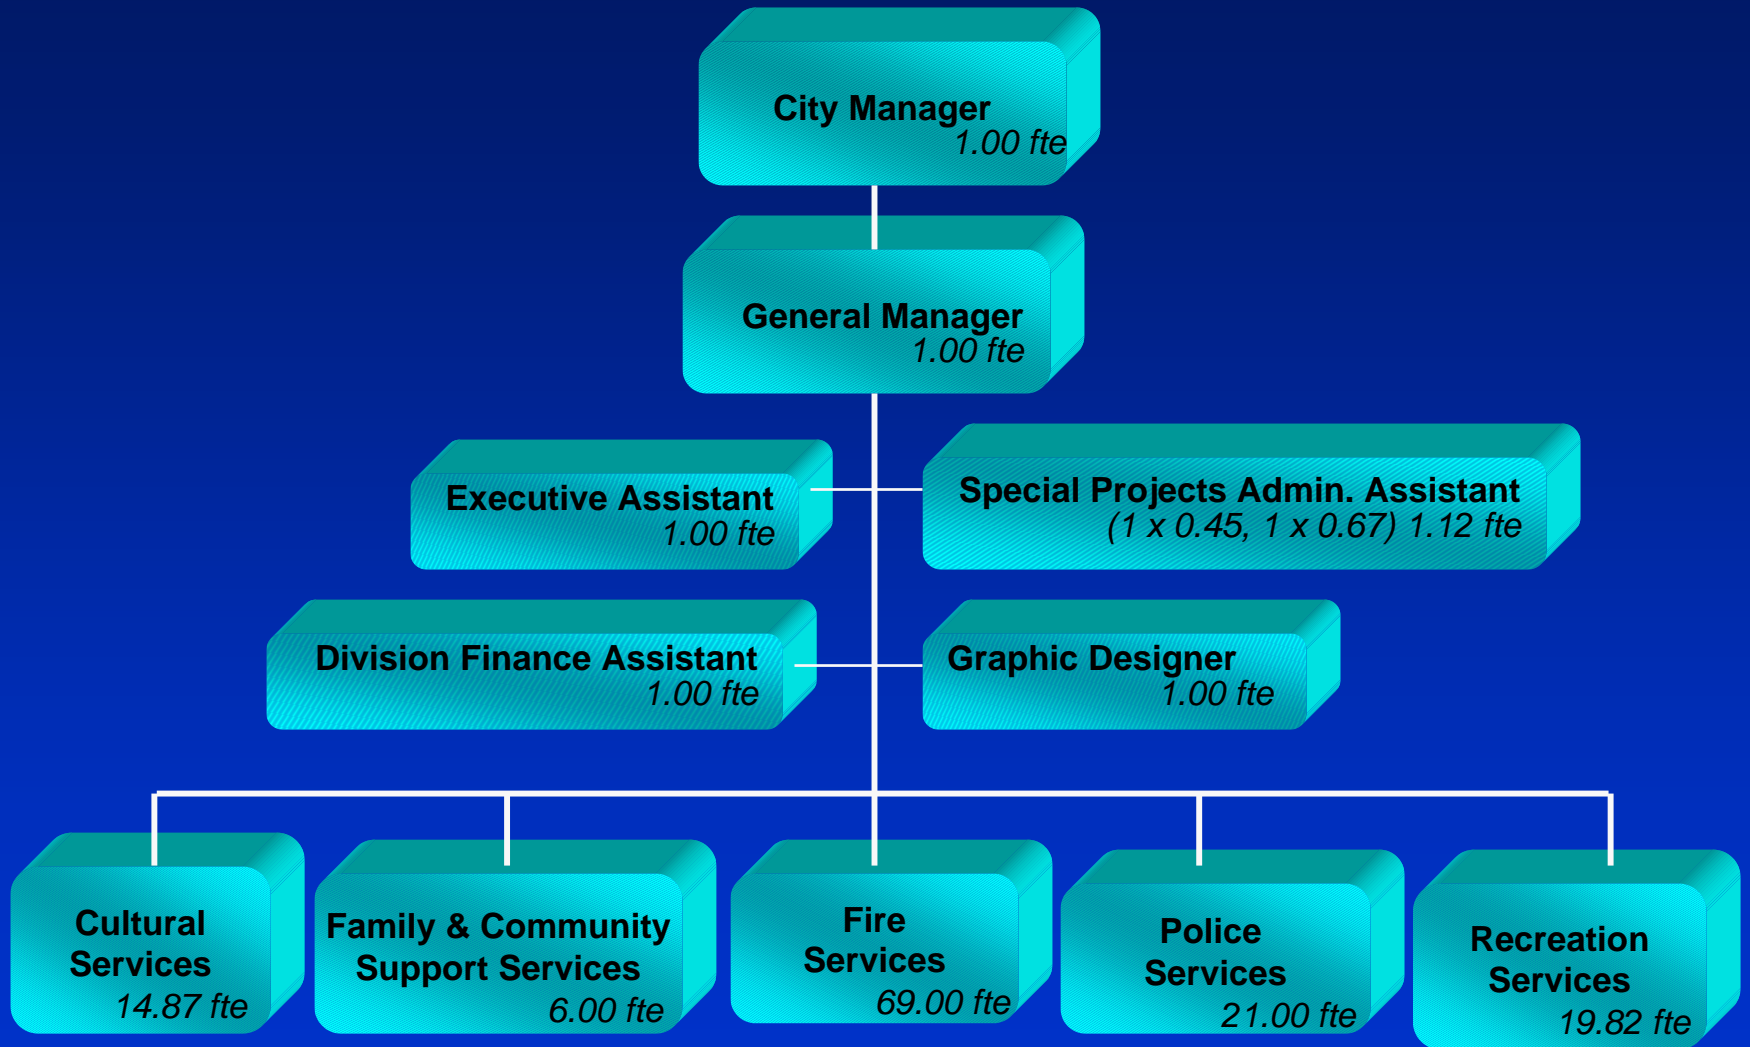 City Manager
1.00 fte
General Manager
1.00 fte
Executive Assistant
1.00 fte
Special Projects Admin. Assistant
(1 x 0.45, 1 x 0.67) 1.12 fte
Division Finance Assistant
1.00 fte
Graphic Designer
1.00 fte
Cultural
Services
14.87 fte
Family & Community
Support Services
6.00 fte
Fire
Services
69.00 fte
Police
Services
21.00 fte
Recreation
Services
19.82 fte